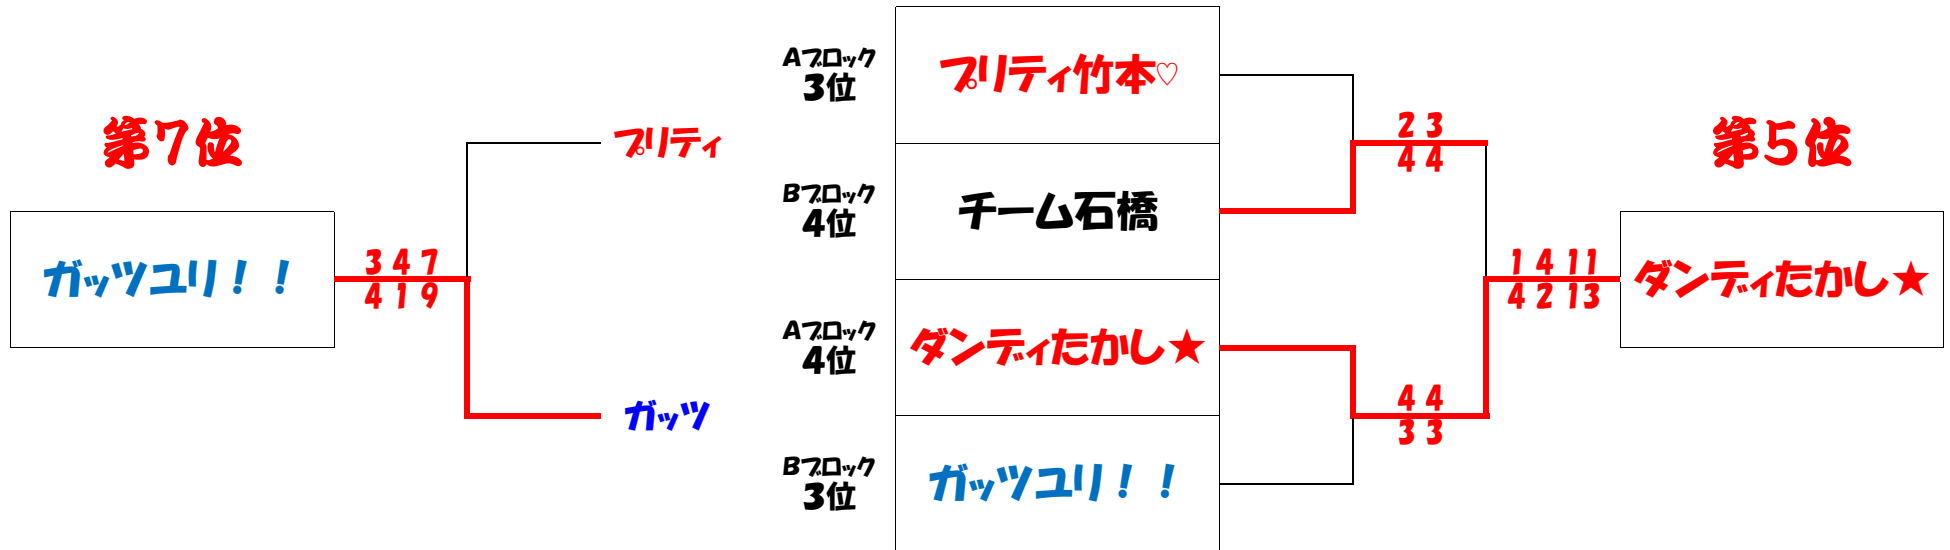 Aブロック
3位
プリティ竹本♡
第7位
プリティ
2 3
4 4
第5位
Bブロック
4位
チーム石橋
ガッツユリ！！
3 4 7
4 1 9
1 4 11
4 2 13
ダンディたかし★
Aブロック
4位
ダンディたかし★
ガッツ
4 4
3 3
Bブロック
3位
ガッツユリ！！